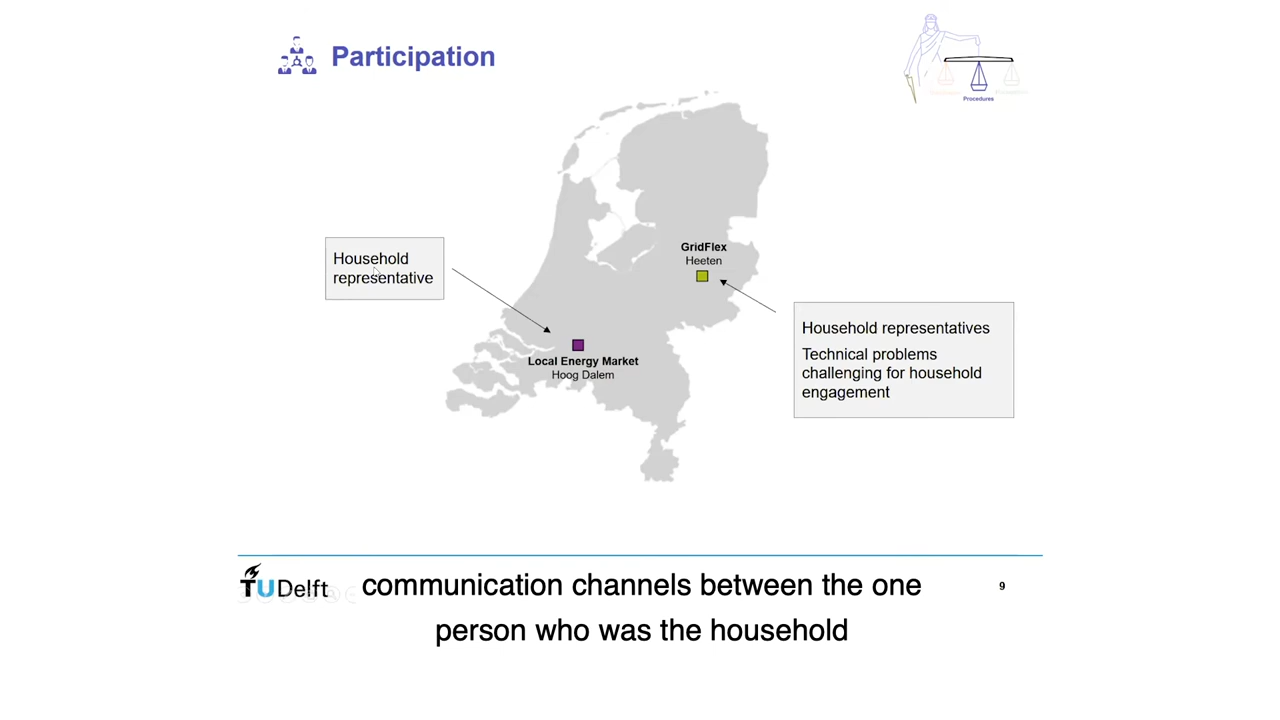 Participation
Procedures
Household
representative
GridFlex
Heeten
Household representatives
Technical problems
challenging for household
engagement
Local Energy Market
Hoog Dalem
TUDelft
communication channels between the one
person who was the household
9